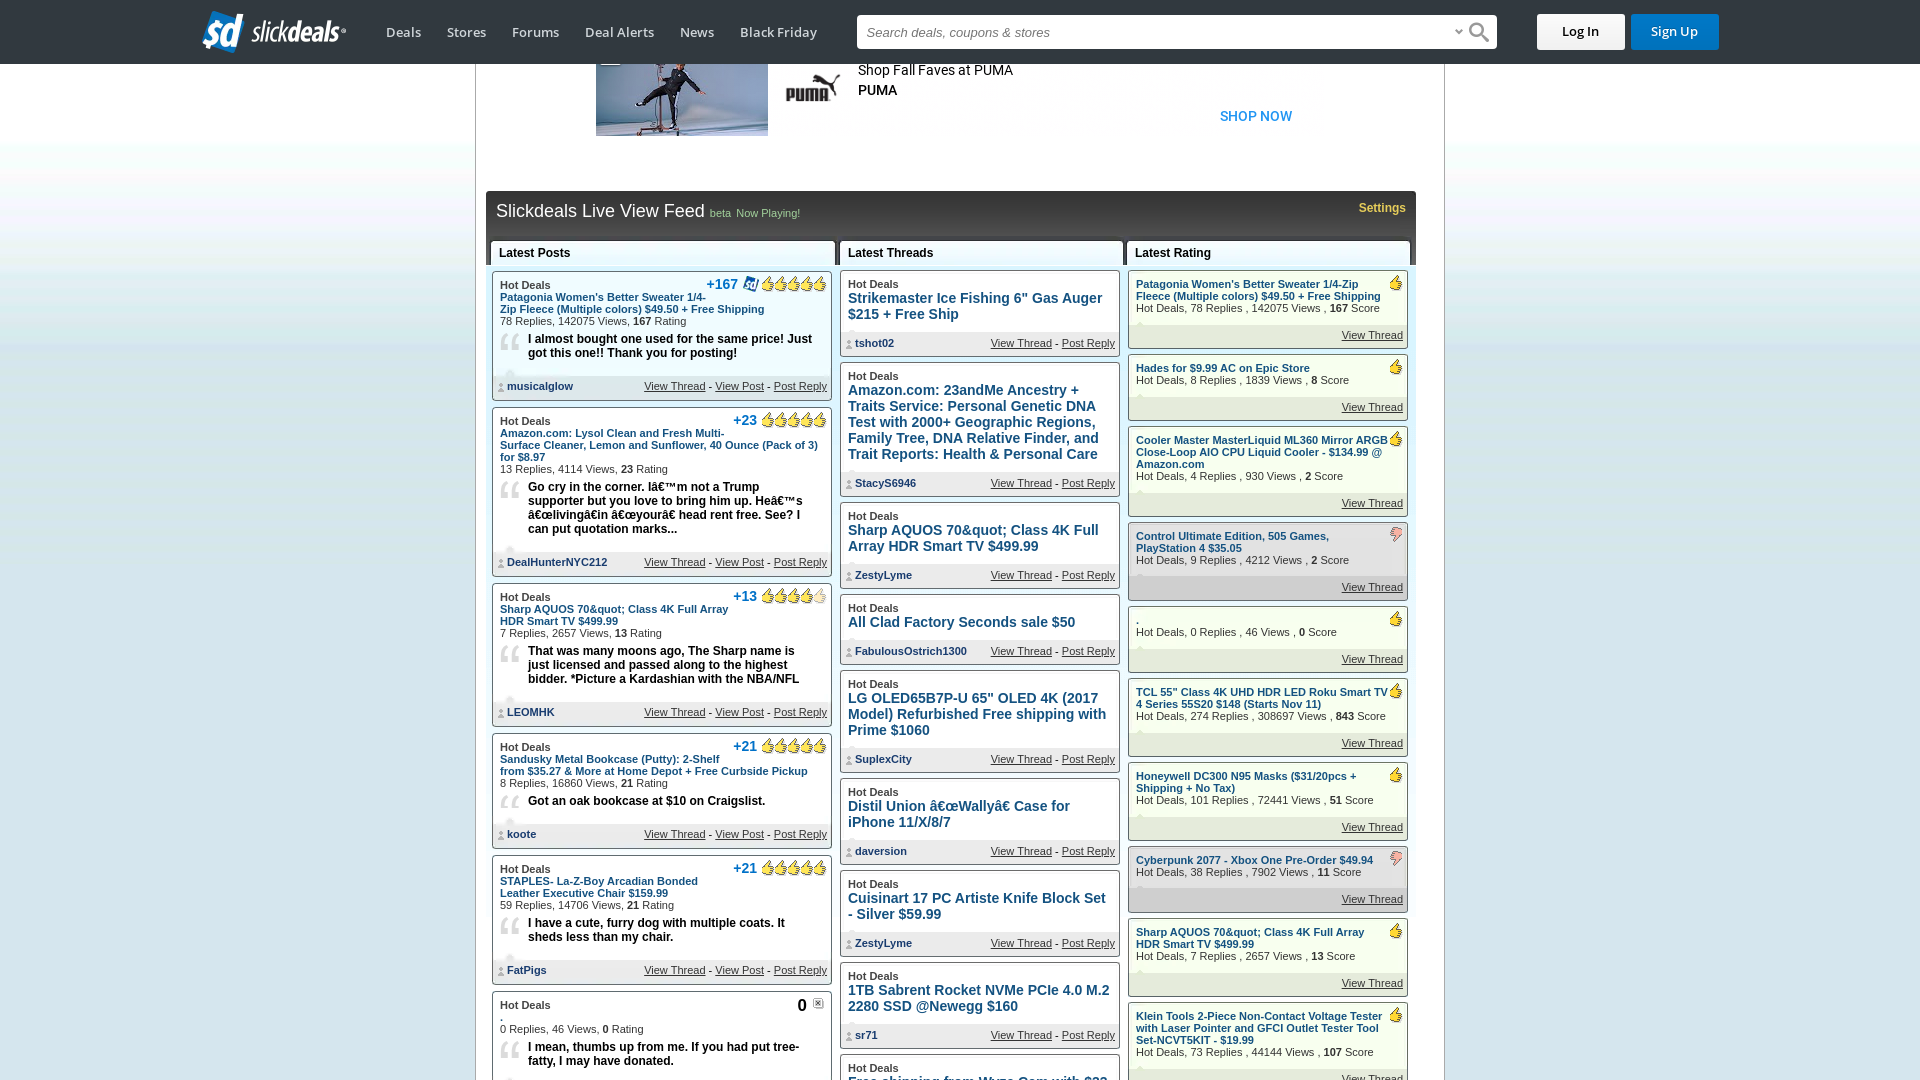 slickdeals
Deals
Stores
Forums
Deal Alerts
News
Black Friday
Search deals, coupons & stores
Log In
Sign Up
PUMA
Shop Fall Faves at PUMA
PUMA
SHOP NOW
Slickdeals Live View Feed beta Now Playing!
Settings
Latest Posts
Hot Deals
+167
Patagonia Women's Better Sweater 1/4-
Zip Fleece (Multiple colors) $49.50 + Free Shipping
78 Replies, 142075 Views, 167 Rating
I almost bought one used for the same price! Just
got this one!! Thank you for posting!
musicalglow
View Thread - View Post - Post Reply
Hot Deals
+23
Amazon.com: Lysol Clean and Fresh Multi-
Surface Cleaner, Lemon and Sunflower, 40 Ounce (Pack of 3)
for $8.97
13 Replies, 4114 Views, 23 Rating
Go cry in the corner. Iâ€™m not a Trump
supporter but you love to bring him up. Heâ€™s
â€œlivingâ€in â€œyourâ€ head rent free. See? I
can put quotation marks...
DealHunterNYC212
View Thread - View Post - Post Reply
Hot Deals
+13
Sharp AQUOS 70&quot; Class 4K Full Array
HDR Smart TV $499.99
7 Replies, 2657 Views, 13 Rating
That was many moons ago, The Sharp name is
just licensed and passed along to the highest
bidder. *Picture a Kardashian with the NBA/NFL
LEOMHK
View Thread - View Post - Post Reply
Hot Deals
+21
Sandusky Metal Bookcase (Putty): 2-Shelf
from $35.27 & More at Home Depot + Free Curbside Pickup
8 Replies, 16860 Views, 21 Rating
Got an oak bookcase at $10 on Craigslist.
koote
View Thread - View Post - Post Reply
Hot Deals
+21
STAPLES- La-Z-Boy Arcadian Bonded
Leather Executive Chair $159.99
59 Replies, 14706 Views, 21 Rating
I have a cute, furry dog with multiple coats. It
sheds less than my chair.
FatPigs
View Thread - View Post - Post Reply
Hot Deals
0
.
0 Replies, 46 Views, 0 Rating
I mean, thumbs up from me. If you had put tree-
fatty, I may have donated.
Latest Threads
Hot Deals
Strikemaster Ice Fishing 6" Gas Auger
$215 + Free Ship
tshot02
View Thread - Post Reply
Hot Deals
Amazon.com: 23andMe Ancestry +
Traits Service: Personal Genetic DNA
Test with 2000+ Geographic Regions,
Family Tree, DNA Relative Finder, and
Trait Reports: Health & Personal Care
StacyS6946
View Thread - Post Reply
Hot Deals
Sharp AQUOS 70&quot; Class 4K Full
Array HDR Smart TV $499.99
ZestyLyme
View Thread - Post Reply
Hot Deals
All Clad Factory Seconds sale $50
FabulousOstrich1300
View Thread - Post Reply
Hot Deals
LG OLED65B7P-U 65" OLED 4K (2017
Model) Refurbished Free shipping with
Prime $1060
SuplexCity
View Thread - Post Reply
Hot Deals
Distil Union â€œWallyâ€ Case for
iPhone 11/X/8/7
daversion
View Thread - Post Reply
Hot Deals
Cuisinart 17 PC Artiste Knife Block Set
- Silver $59.99
ZestyLyme
View Thread - Post Reply
Hot Deals
1TB Sabrent Rocket NVMe PCIe 4.0 M.2
2280 SSD @Newegg $160
sr71
View Thread - Post Reply
Hot Deals
Free shipping from Wyze Cam with $33
Latest Rating
Patagonia Women's Better Sweater 1/4-Zip
Fleece (Multiple colors) $49.50 + Free Shipping
Hot Deals, 78 Replies , 142075 Views , 167 Score
View Thread
Hades for $9.99 AC on Epic Store
Hot Deals, 8 Replies , 1839 Views , 8 Score
View Thread
Cooler Master MasterLiquid ML360 Mirror ARGB
Close-Loop AIO CPU Liquid Cooler - $134.99 @
Amazon.com
Hot Deals, 4 Replies , 930 Views , 2 Score
View Thread
Control Ultimate Edition, 505 Games,
PlayStation 4 $35.05
Hot Deals, 9 Replies , 4212 Views , 2 Score
View Thread
.
Hot Deals, 0 Replies , 46 Views , 0 Score
View Thread
TCL 55" Class 4K UHD HDR LED Roku Smart TV
4 Series 55S20 $148 (Starts Nov 11)
Hot Deals, 274 Replies , 308697 Views , 843 Score
View Thread
Honeywell DC300 N95 Masks ($31/20pcs +
Shipping + No Tax)
Hot Deals, 101 Replies , 72441 Views , 51 Score
View Thread
Cyberpunk 2077 - Xbox One Pre-Order $49.94
Hot Deals, 38 Replies , 7902 Views , 11 Score
View Thread
Sharp AQUOS 70&quot; Class 4K Full Array
HDR Smart TV $499.99
Hot Deals, 7 Replies , 2657 Views , 13 Score
View Thread
Klein Tools 2-Piece Non-Contact Voltage Tester
with Laser Pointer and GFCI Outlet Tester Tool
Set-NCVT5KIT - $19.99
Hot Deals, 73 Replies , 44144 Views , 107 Score
View Thread